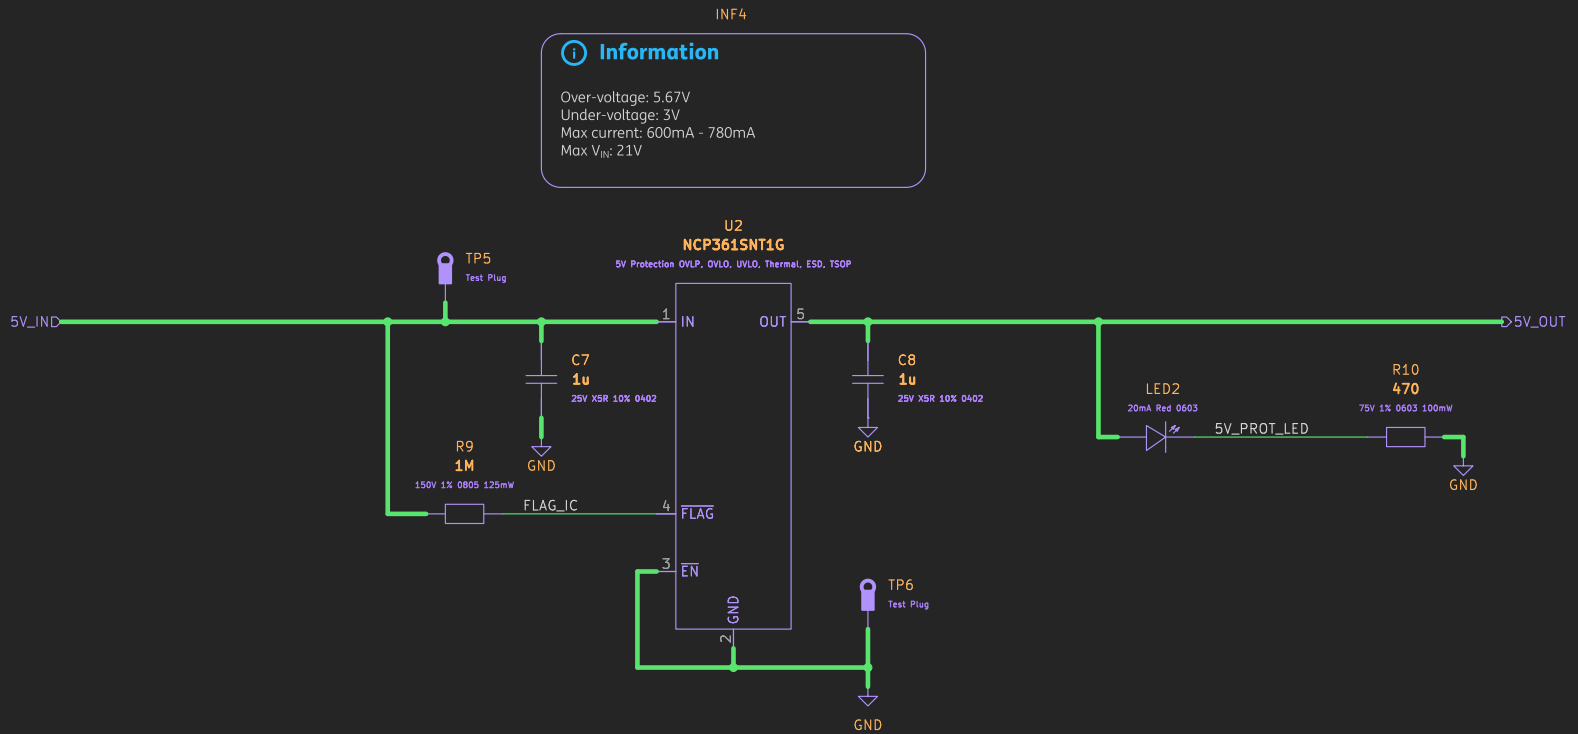 INF4
Information
Over-voltage: 5.67V
Under-voltage: 3V
Max current: 600mA - 780mA
Max VIN: 21V
U2
NCP361SNT1G
5V Protection OVLP, OVLO, UVLO, Thermal, ESD, TSOP
TP5
Test Plug
5V_IN
1
IN
OUT
5
5V_OUT
C7
1u
25V X5R 10% 0402
GND
C8
1u
25V X5R 10% 0402
GND
LED2
20mA Red 0603
5V_PROT_LED
R10
470
75V 1% 0603 100mW
GND
R9
1M
150V 1% 0805 125mW
FLAG_IC
4
FLAG
3
EN
GND
2
TP6
Test Plug
GND